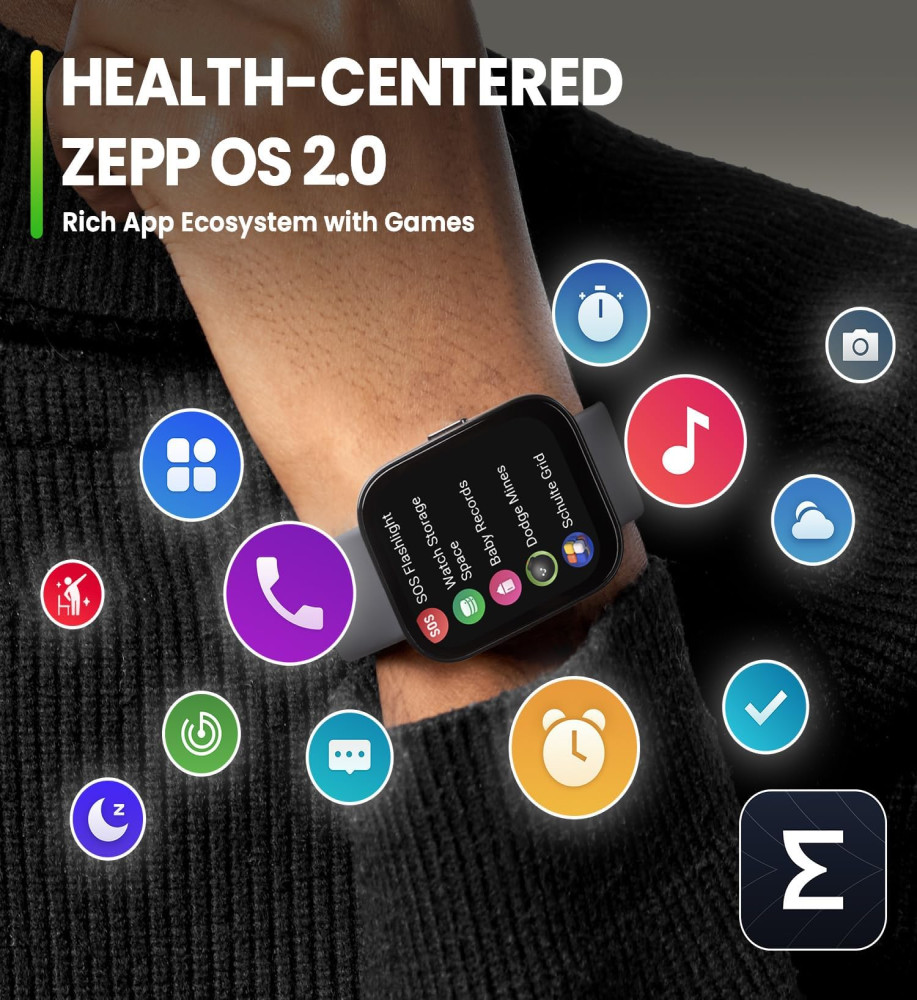 HEALTH-CENTERED
ZEPP OS 2.0
Rich App Ecosystem with Games
SOS Flashlight
Watch Storage
Space
Baby Records
Dodge Mines
Schulte Grid
SOS
z